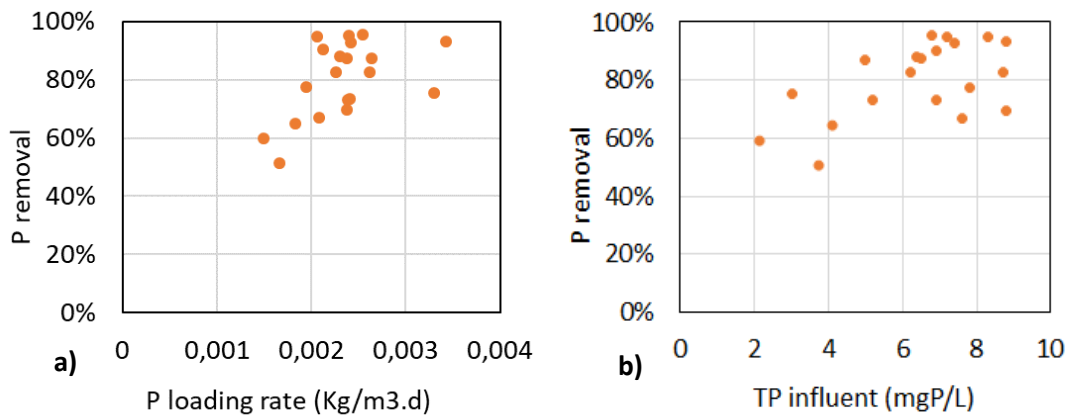 100%
80%
60%
40%
20%
0%
P removal
0 0,001 0,002 0,003 0,004
a)
P loading rate (Kg/m3.d)
100%
80%
60%
40%
20%
0%
P removal
0 2 4 6 8 10
b)
TP influent (mgP/L)